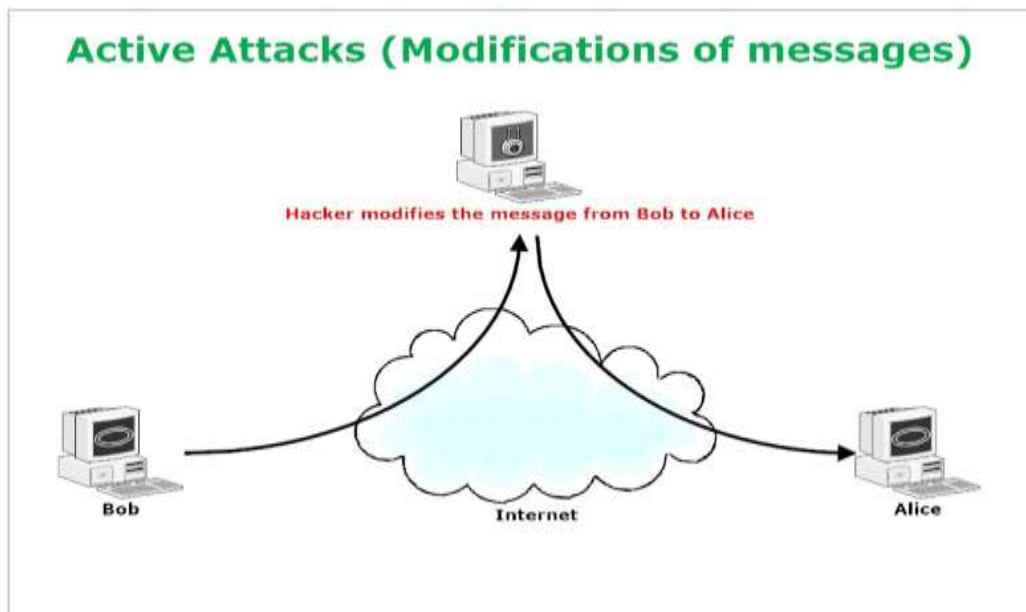 Active Attacks (Modifications of messages)
Hacker modifies the message from Bob to Alice
Bob
Internet
Alice